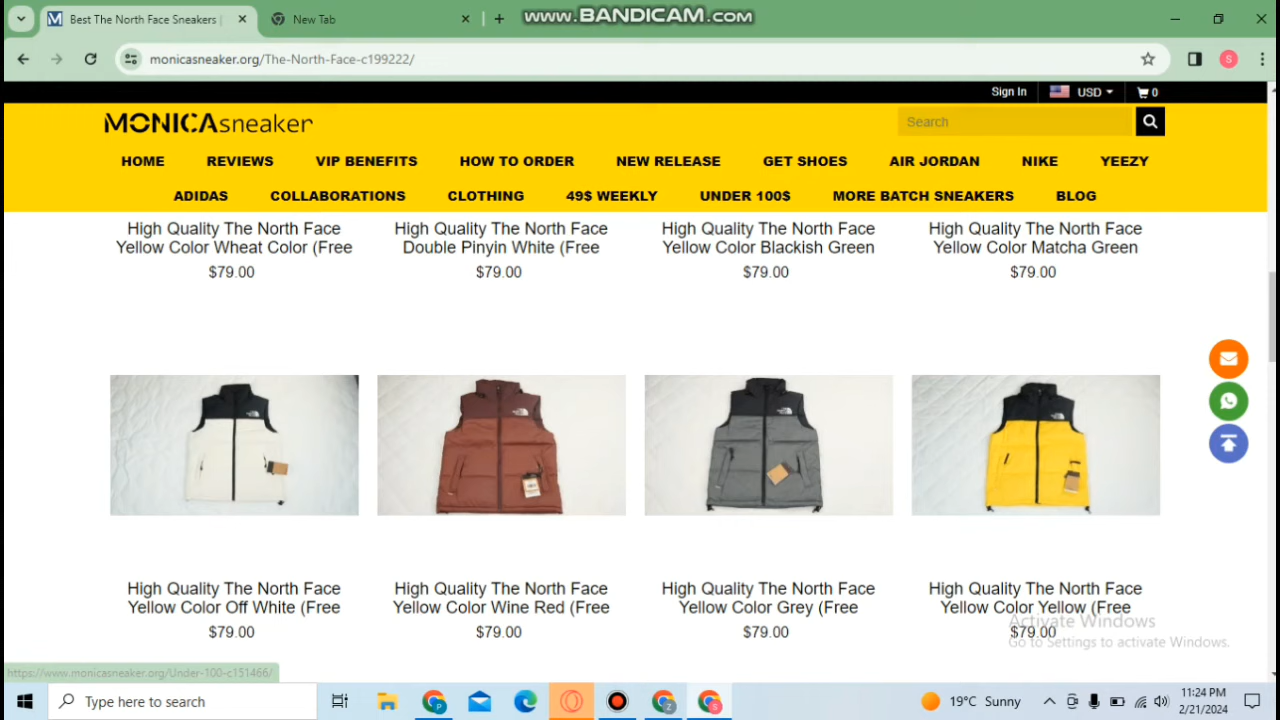 Best The North Face Sneakers |
New Tab
www.BANDICAM.com
monicasneaker.org/The-North-Face-c199222/
S
Sign In
USD
0
MONICAsneaker
Search
HOME REVIEWS VIP BENEFITS HOW TO ORDER NEW RELEASE GET SHOES AIR JORDAN NIKE YEEZY
ADIDAS COLLABORATIONS CLOTHING 49$ WEEKLY UNDER 100$ MORE BATCH SNEAKERS BLOG
High Quality The North Face
Yellow Color Wheat Color (Free
$79.00
High Quality The North Face
Double Pinyin White (Free
$79.00
High Quality The North Face
Yellow Color Blackish Green
$79.00
High Quality The North Face
Yellow Color Matcha Green
$79.00
High Quality The North Face
Yellow Color Off White (Free
$79.00
High Quality The North Face
Yellow Color Wine Red (Free
$79.00
High Quality The North Face
Yellow Color Grey (Free
$79.00
High Quality The North Face
Yellow Color Yellow (Free
$79.00
Activate Windows
Go to Settings to activate Windows.
https://www.monicasneaker.org/Under-100-c151466/
Type here to search
P
Z
S
19°C Sunny
11:24 PM
2/21/2024